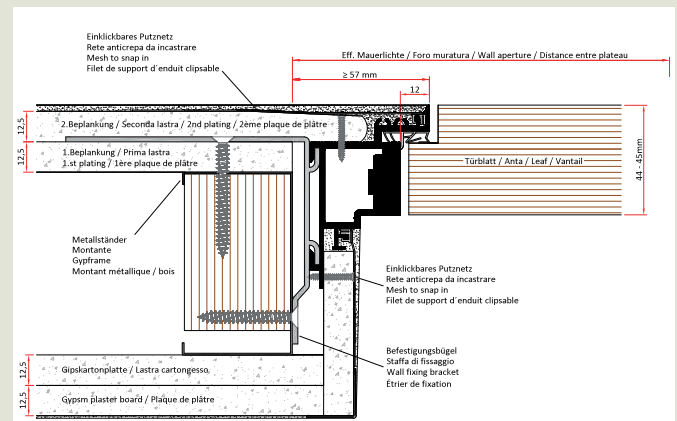 Einklickbares Putznetz
Rete anticrepa da incastrare
Mesh to snap in
Filet de support d´enduit clipsable
Eff. Mauerlichte / Foro muratura / Wall aperture / Distance entre plateau
≥ 57 mm
12
12,5
2.Beplankung / Seconda lastra / 2nd plating / 2ème plaque de plâtre
12,5
1.Beplankung / Prima lastra
1.st plating / 1ère plaque de plâtre
Türblatt / Anta / Leaf / Vantail
44 - 45mm
Metallständer
Montante
Gypframe
Montant métallique / bois
Einklickbares Putznetz
Rete anticrepa da incastrare
Mesh to snap in
Filet de support d´enduit clipsable
Befestigungsbügel
Staffa di fissaggio
Wall fixing bracket
Étrier de fixation
12,5
Gipskartonplatte / Lastra cartongesso
12,5
Gypsm plaster board / Plaque de plâtre